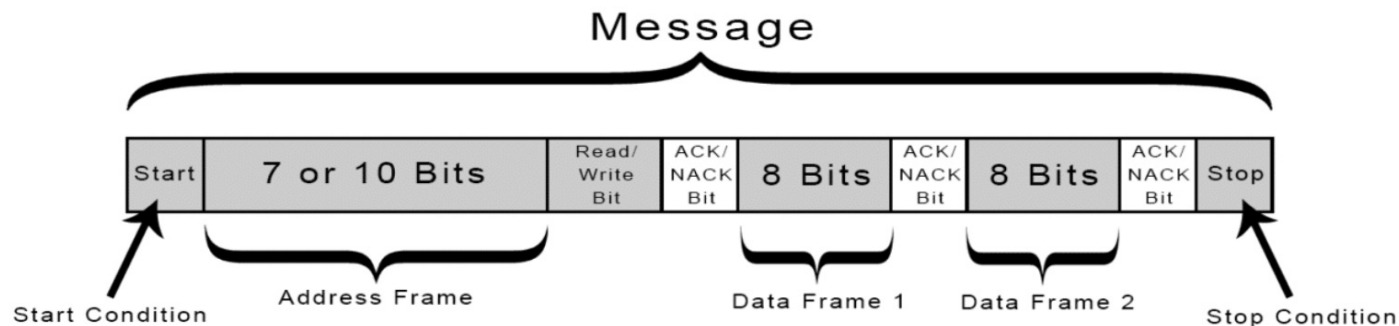 Message
Start
7 or 10 Bits
Read/
Write
Bit
ACK/
NACK
Bit
8 Bits
ACK/
NACK
Bit
8 Bits
ACK/
NACK
Bit
Stop
Start Condition
Address Frame
Data Frame 1
Data Frame 2
Stop Condition